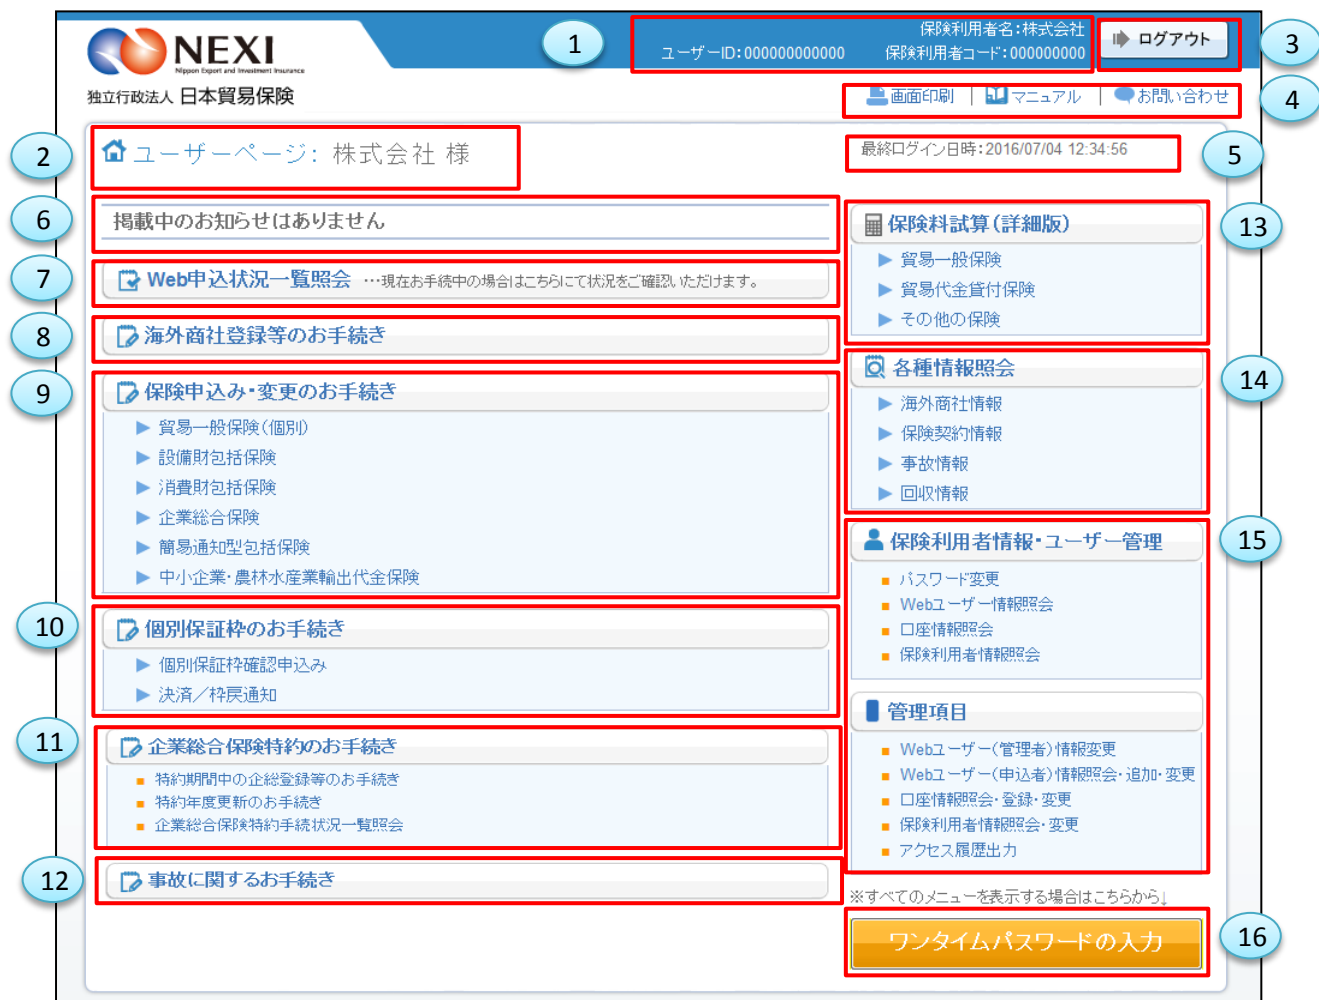 NEXI
Nippon Export and Investment Insurance
独立行政法人 日本貿易保険
1
保険利用者名:株式会社
ユーザーID:000000000000 保険利用者コード:000000000
ログアウト
3
画面印刷 | マニュアル | お問い合わせ
4
2
ユーザーページ: 株式会社 様
最終ログイン日時:2016/07/04 12:34:56
5
6
掲載中のお知らせはありません
7
Web申込状況一覧照会 …現在お手続中の場合はこちらにて状況をご確認いただけます。
8
海外商社登録等のお手続き
9
保険申込み・変更のお手続き
貿易一般保険(個別)
設備財包括保険
消費財包括保険
企業総合保険
簡易通知型包括保険
中小企業・農林水産業輸出代金保険
10
個別保証枠のお手続き
個別保証枠確認申込み
決済／枠戻通知
11
企業総合保険特約のお手続き
特約期間中の企総登録等のお手続き
特約年度更新のお手続き
企業総合保険特約手続状況一覧照会
12
事故に関するお手続き
保険料試算(詳細版)
13
貿易一般保険
貿易代金貸付保険
その他の保険
各種情報照会
14
海外商社情報
保険契約情報
事故情報
回収情報
保険利用者情報・ユーザー管理
15
パスワード変更
Webユーザー情報照会
口座情報照会
保険利用者情報照会
管理項目
Webユーザー(管理者)情報変更
Webユーザー(申込者)情報照会・追加・変更
口座情報照会・登録・変更
保険利用者情報照会・変更
アクセス履歴出力
※すべてのメニューを表示する場合はこちらから↓
ワンタイムパスワードの入力
16